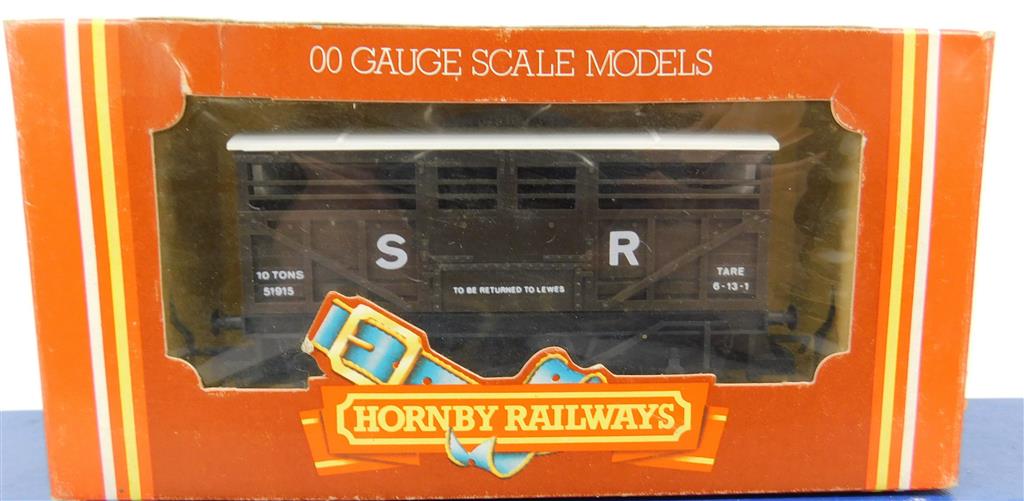 00 GAUGE SCALE MODELS
S R
10 TONS
51915
TO BE RETURNED TO LEWES
TARE
6-13-1
HORNBY RAILWAYS